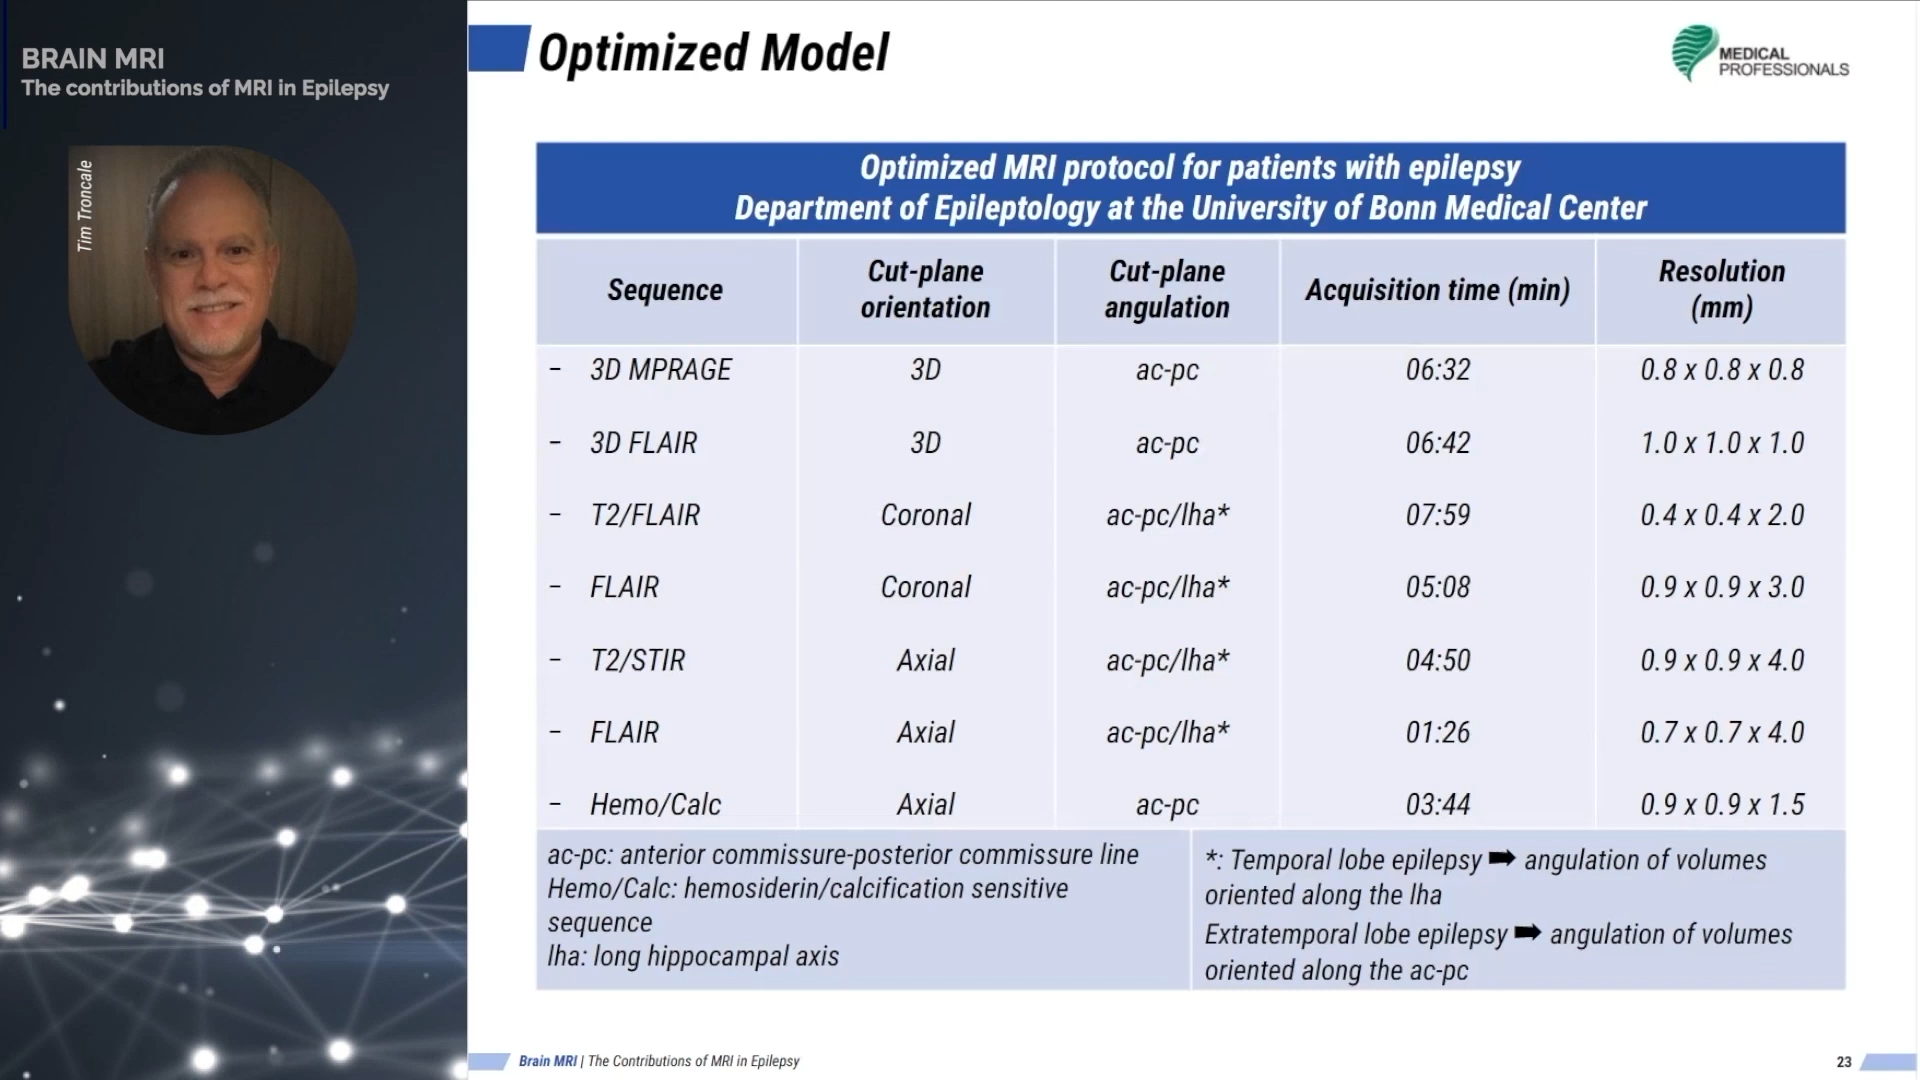 BRAIN MRI
The contributions of MRI in Epilepsy
Tim Troncale
Optimized Model
MEDICAL
PROFESSIONALS
Optimized MRI protocol for patients with epilepsy
Department of Epileptology at the University of Bonn Medical Center
Sequence Cut-plane orientation Cut-plane angulation Acquisition time (min) Resolution (mm)
- 3D MPRAGE 3D ac-pc 06:32 0.8 x 0.8 x 0.8
- 3D FLAIR 3D ac-pc 06:42 1.0 x 1.0 x 1.0
- T2/FLAIR Coronal ac-pc/lha* 07:59 0.4 x 0.4 x 2.0
- FLAIR Coronal ac-pc/lha* 05:08 0.9 x 0.9 x 3.0
- T2/STIR Axial ac-pc/lha* 04:50 0.9 x 0.9 x 4.0
- FLAIR Axial ac-pc/lha* 01:26 0.7 x 0.7 x 4.0
- Hemo/Calc Axial ac-pc 03:44 0.9 x 0.9 x 1.5
ac-pc: anterior commissure-posterior commissure line
Hemo/Calc: hemosiderin/calcification sensitive
sequence
lha: long hippocampal axis
*: Temporal lobe epilepsy ➡ angulation of volumes
oriented along the lha
Extratemporal lobe epilepsy ➡ angulation of volumes
oriented along the ac-pc
Brain MRI | The Contributions of MRI in Epilepsy
23